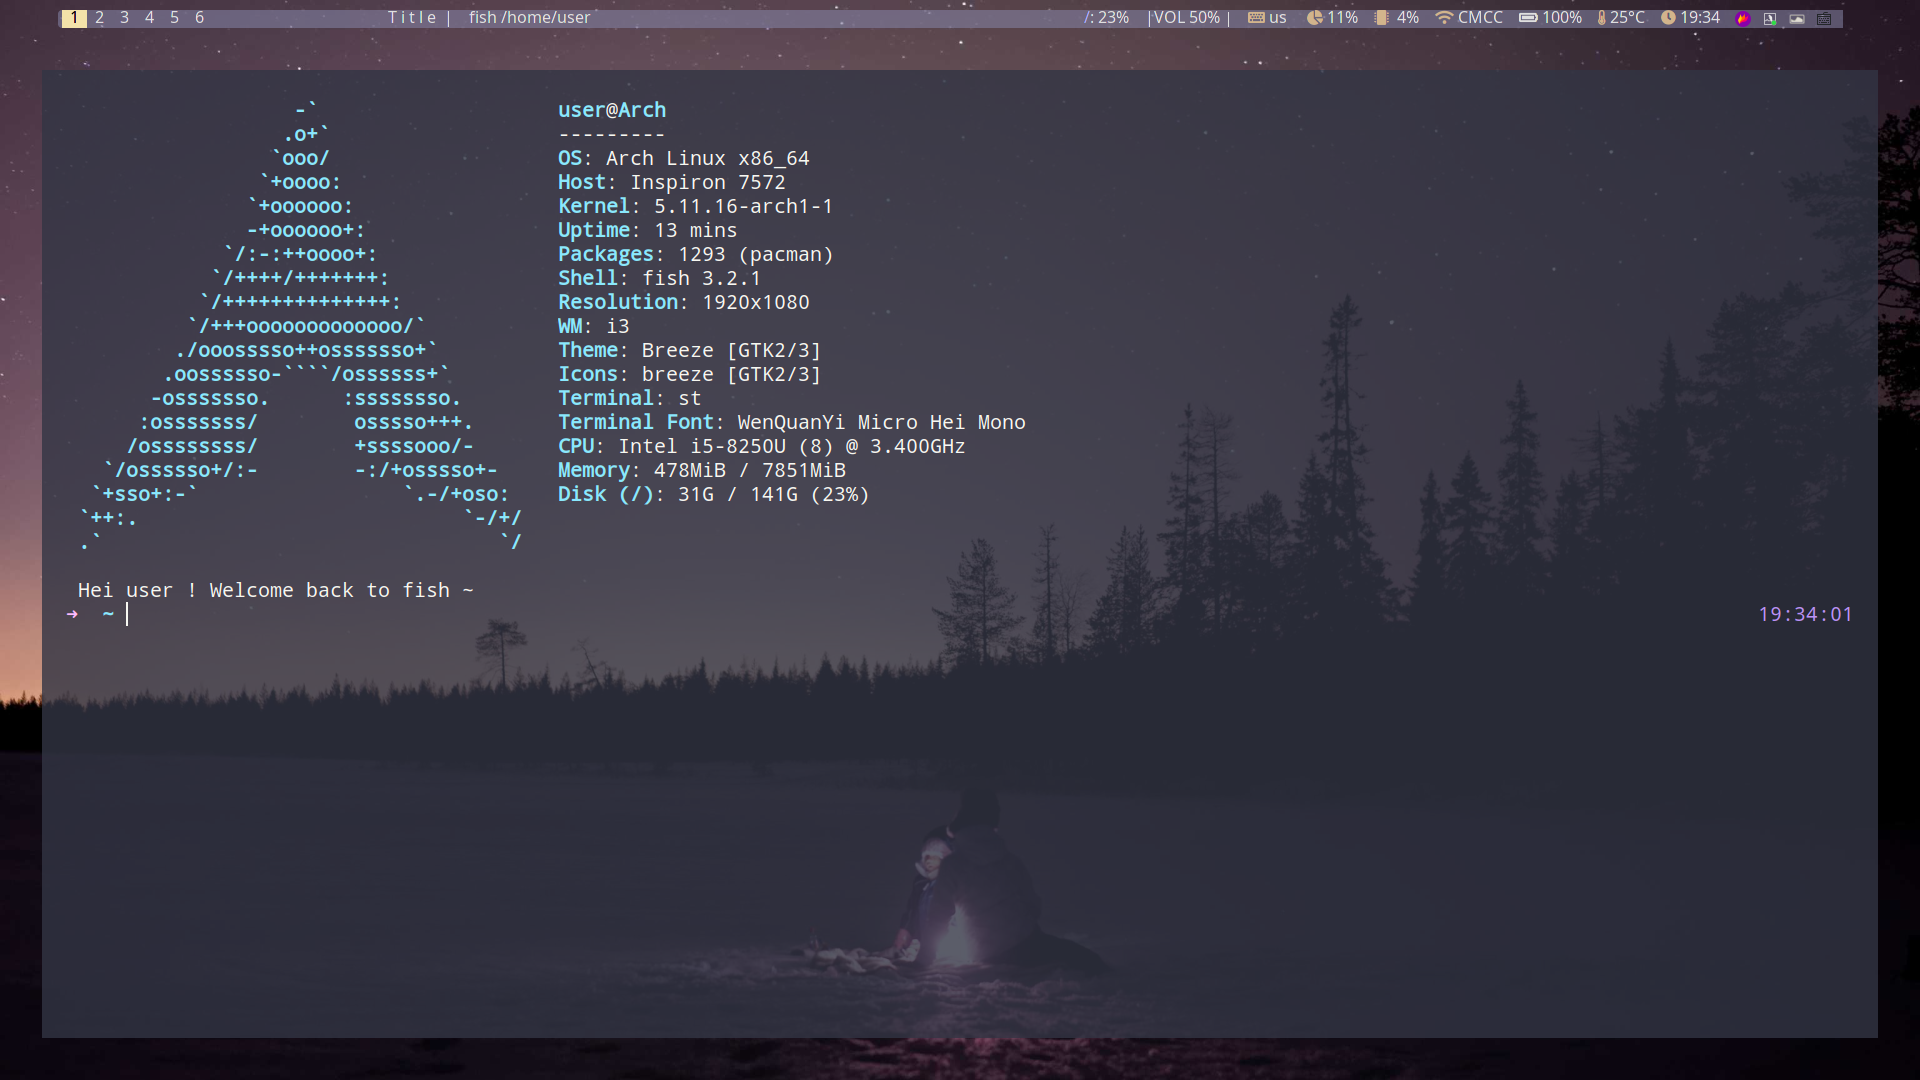 1 2 3 4 5 6 Title | fish /home/user /: 23% |VOL 50% | us 11% 4% CMCC 100% 25°C 19:34
-` user@Arch
.o+` ---------
`ooo/ OS: Arch Linux x86_64
`+oooo: Host: Inspiron 7572
`+oooooo: Kernel: 5.11.16-arch1-1
-+oooooo+: Uptime: 13 mins
`/:-:++oooo+: Packages: 1293 (pacman)
`/++++/+++++++: Shell: fish 3.2.1
`/++++++++++++++: Resolution: 1920x1080
`/+++ooooooooooooo/` WM: i3
./ooosssso++osssssso+` Theme: Breeze [GTK2/3]
.oossssso-````/ossssss+` Icons: breeze [GTK2/3]
-osssssso. :ssssssso. Terminal: st
:osssssss/ osssso+++. Terminal Font: WenQuanYi Micro Hei Mono
/ossssssss/ +ssssooo/- CPU: Intel i5-8250U (8) @ 3.400GHz
`/ossssso+/:- -:/+osssso+- Memory: 478MiB / 7851MiB
`+sso+:-` `.-/+oso: Disk (/): 31G / 141G (23%)
`++:. `-/+/
.` `/
Hei user ! Welcome back to fish ~
➜ ~ 19:34:01